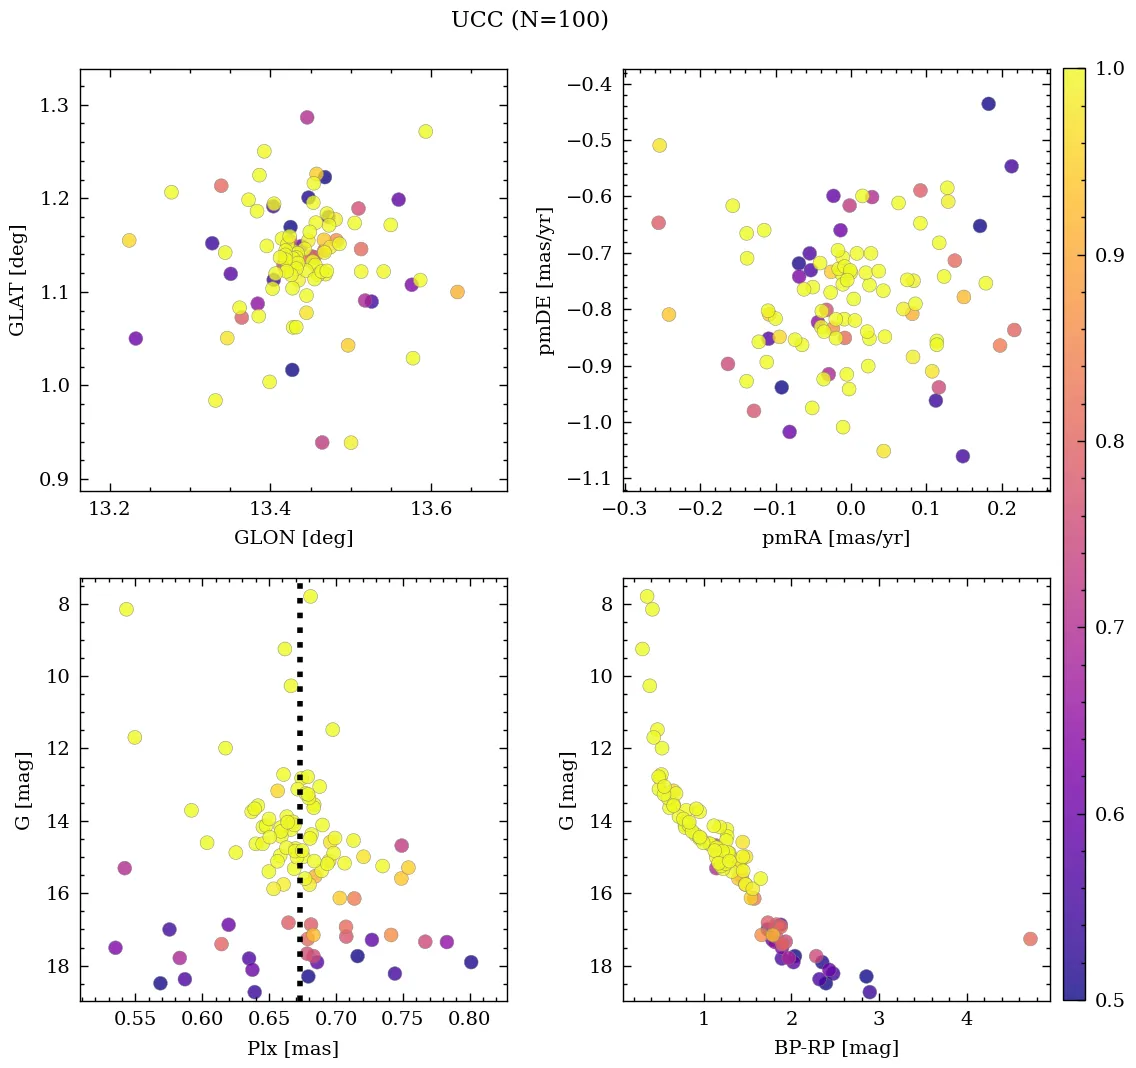 UCC (N=100)
1.3
1.2
1.1
1.0
0.9
GLAT [deg]
13.2 13.4 13.6
GLON [deg]
−0.4
−0.5
−0.6
−0.7
−0.8
−0.9
−1.0
−1.1
pmDE [mas/yr]
−0.3 −0.2 −0.1 0.0 0.1 0.2
pmRA [mas/yr]
8
10
12
14
16
18
G [mag]
0.55 0.60 0.65 0.70 0.75 0.80
Plx [mas]
8
10
12
14
16
18
G [mag]
1 2 3 4
BP-RP [mag]
1.0
0.9
0.8
0.7
0.6
0.5